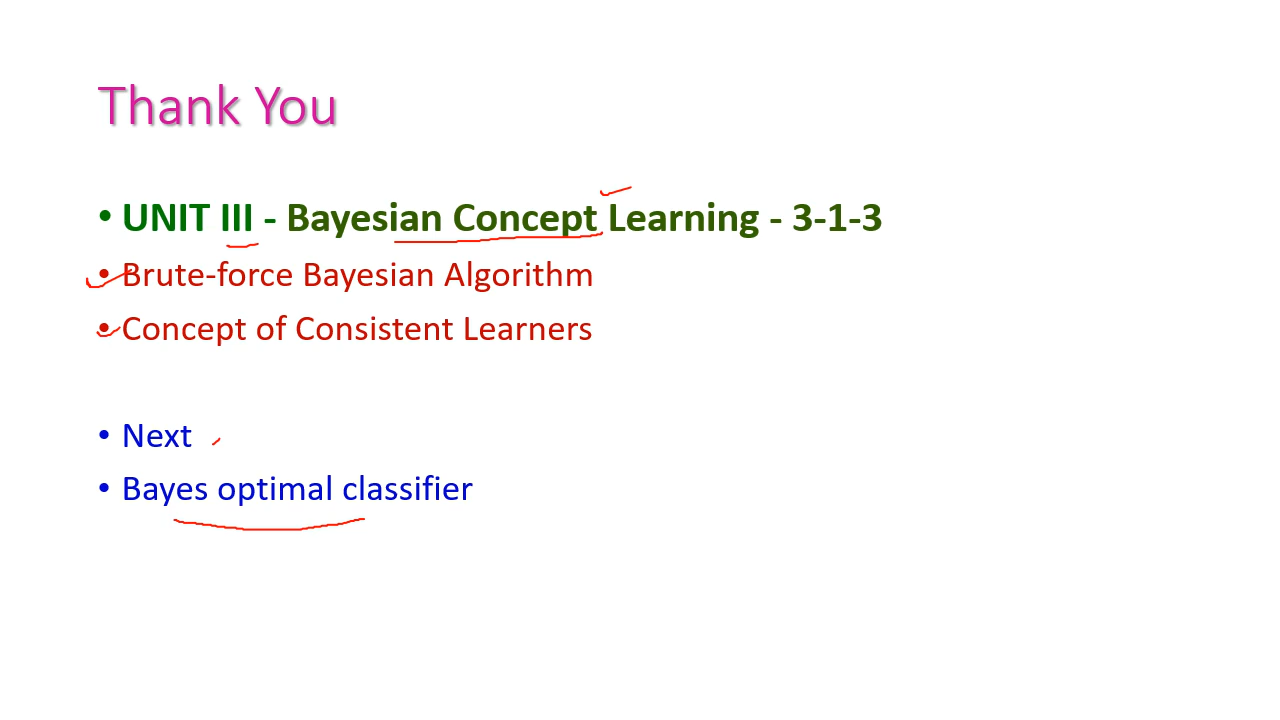 Thank You
• UNIT III - Bayesian Concept Learning - 3-1-3
• Brute-force Bayesian Algorithm
• Concept of Consistent Learners
• Next
• Bayes optimal classifier